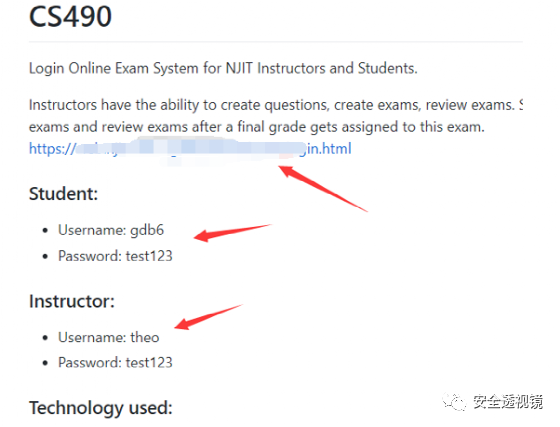 CS490
Login Online Exam System for NJIT Instructors and Students.
Instructors have the ability to create questions, create exams, review exams.
exams and review exams after a final grade gets assigned to this exam.
https:/ gin.html
Student:
Username: gdb6
Password: test123
Instructor:
Username: theo
Password: test123
Technology used:
安全透视镜